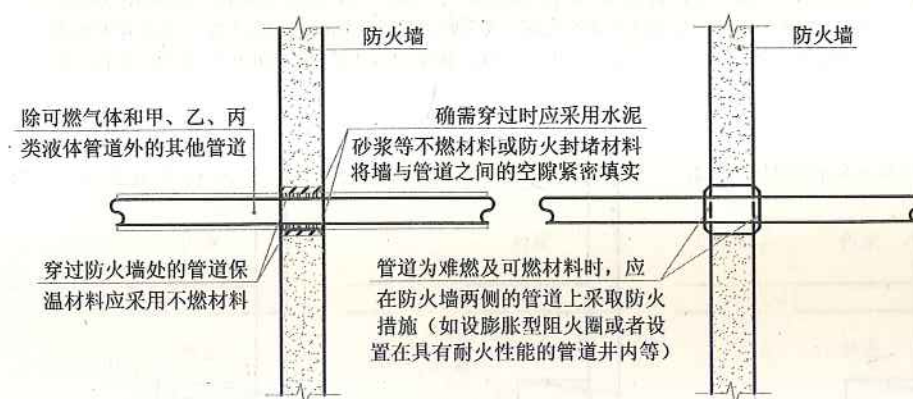 防火墙
防火墙
除可燃气体和甲、乙、丙
类液体管道外的其他管道
确需穿过时应采用水泥
砂浆等不燃材料或防火封堵材料
将墙与管道之间的空隙紧密填实
穿过防火墙处的管道保
温材料应采用不燃材料
管道为难燃及可燃材料时，应
在防火墙两侧的管道上采取防火
措施（如设膨胀型阻火圈或者设
置在具有耐火性能的管道井内等）